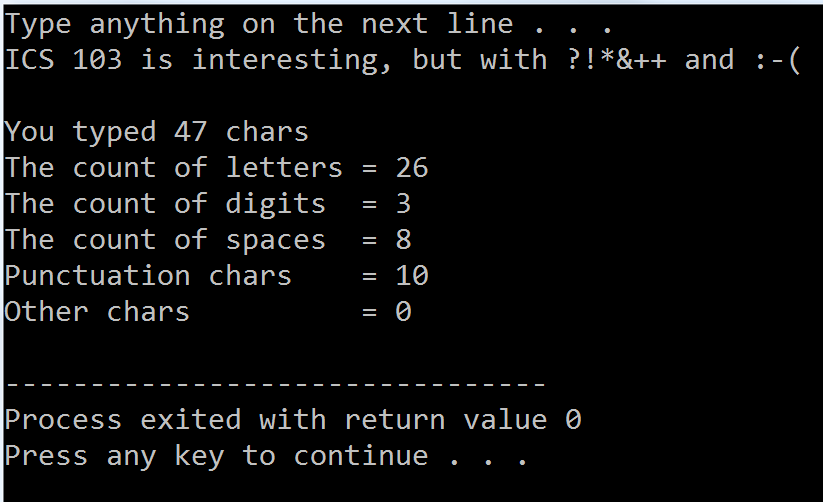 Type anything on the next line . . .
ICS 103 is interesting, but with ?!*&++ and :-(
You typed 47 chars
The count of letters = 26
The count of digits  = 3
The count of spaces  = 8
Punctuation chars    = 10
Other chars          = 0
--------------------------------
Process exited with return value 0
Press any key to continue . . .